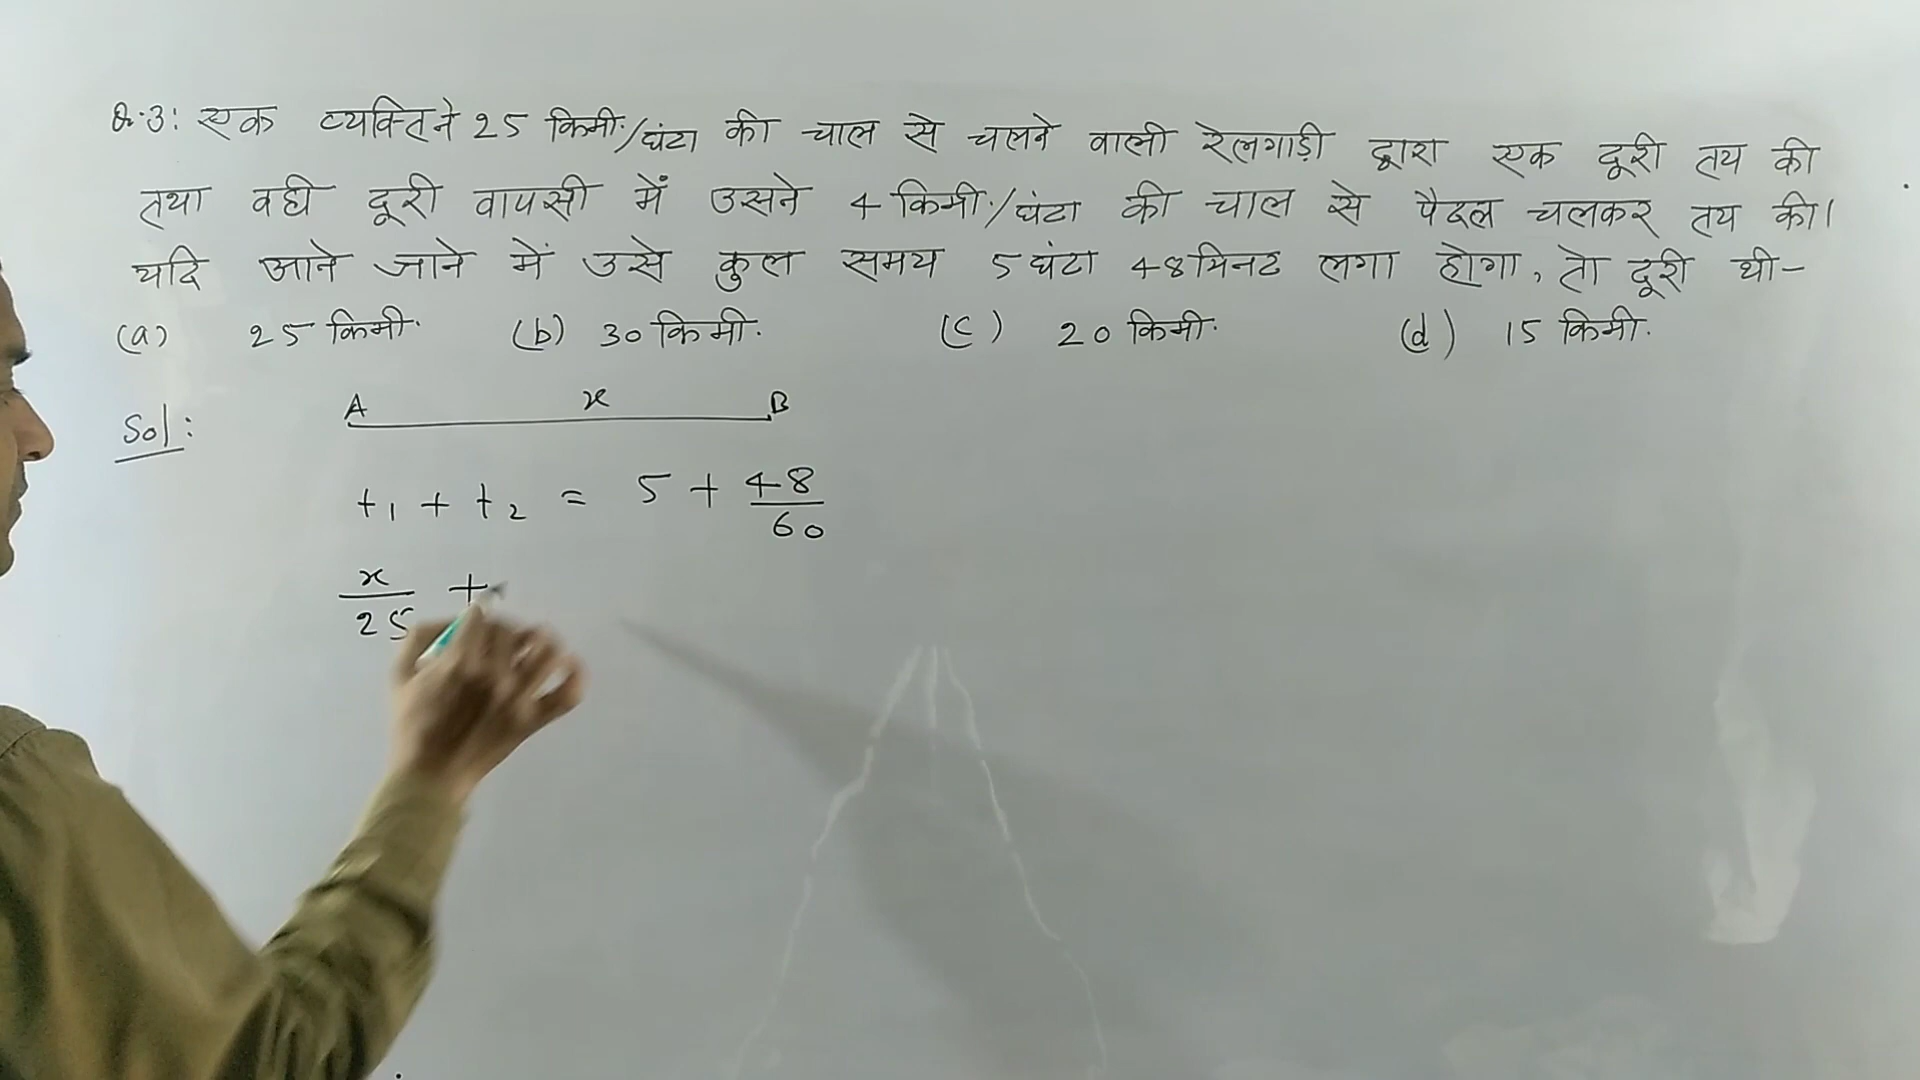 Q.3: एक व्यक्ति ने 25 किमी./घंटा की चाल से चलने वाली रेलगाड़ी द्वारा एक दूरी तय की
तथा वही दूरी वापसी में उसने 4 किमी./घंटा की चाल से पैदल चलकर तय की।
यदि आने जाने में उसे कुल समय 5 घंटा 48 मिनट लगा होगा, तो दूरी थी-
(a) 25 किमी. (b) 30 किमी. (c) 20 किमी. (d) 15 किमी.
Sol:
A x B
t₁ + t₂ = 5 + 48/60
x/25 +